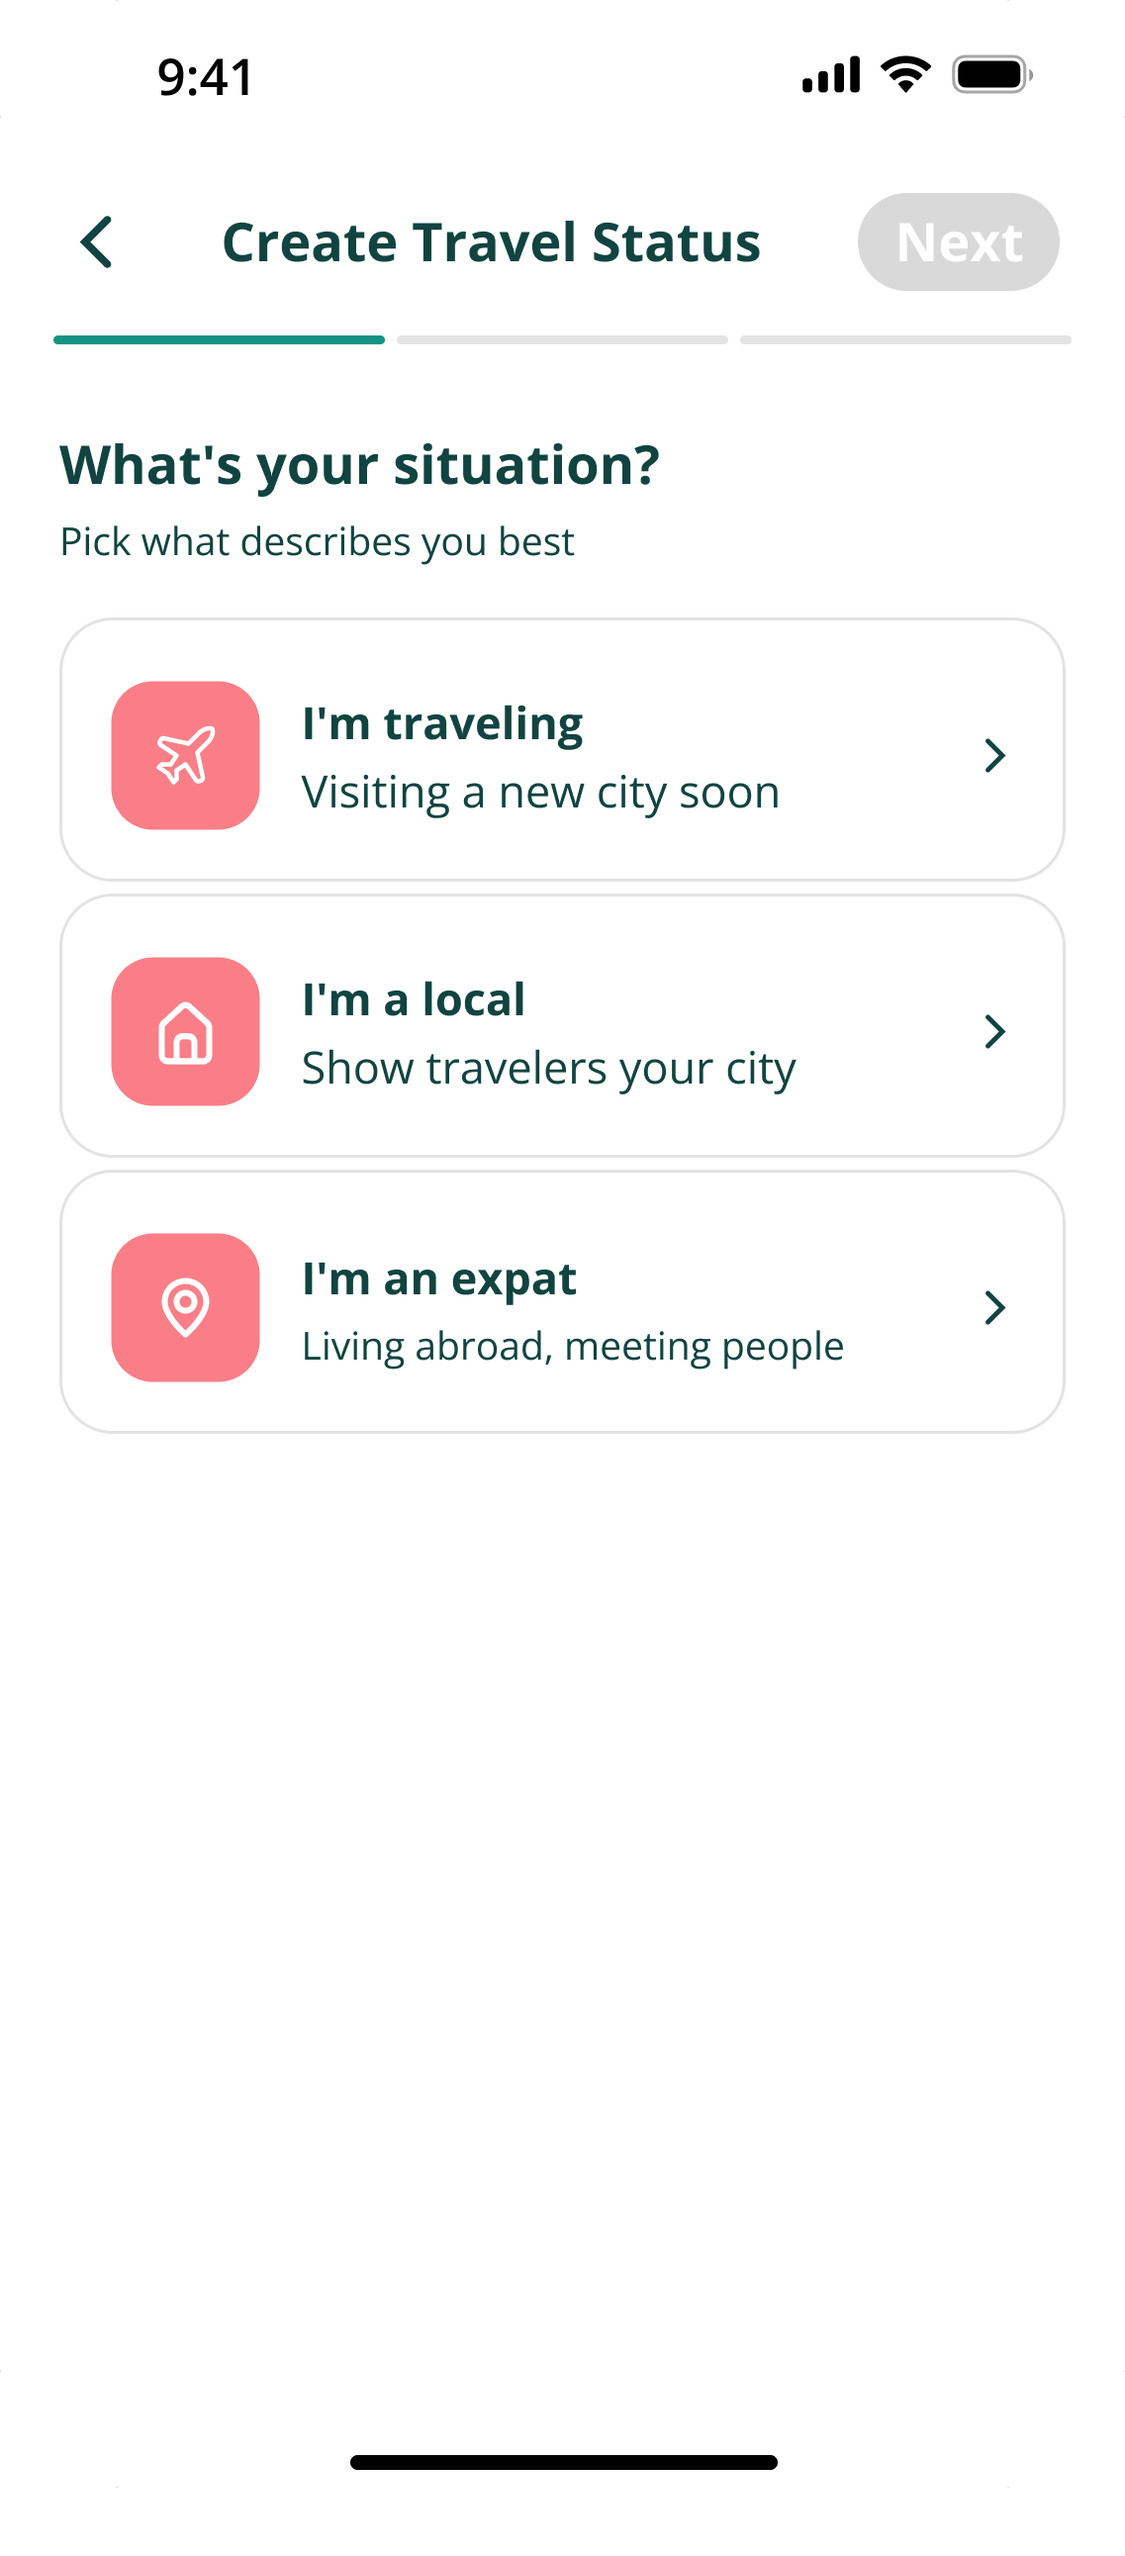 9:41
Create Travel Status
Next
What's your situation?
Pick what describes you best
I'm traveling
Visiting a new city soon
I'm a local
Show travelers your city
I'm an expat
Living abroad, meeting people